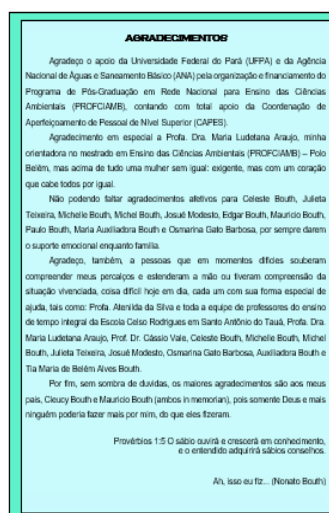 AGRADECIMENTOS
Agradeço o apoio da Universidade Federal do Pará (UFPA) e da Agência
Nacional de Águas e Saneamento Básico (ANA) pela organização e financiamento do
Programa de Pós-Graduação em Rede Nacional para Ensino das Ciências
Ambientais (PROFCIAMB), contando com total apoio da Coordenação de
Aperfeiçoamento de Pessoal de Nível Superior (CAPES).
Agradecimento em especial a Profa. Dra. Maria Ludetana Araujo, minha
orientadora no mestrado em Ensino das Ciências Ambientais (PROFCIAMB) – Polo
Belém, mas acima de tudo uma mulher sem igual: exigente, mas com um coração
que cabe todos por igual.
Não podendo faltar agradecimentos afetivos para Celeste Bouth, Julieta
Teixeira, Michelle Bouth, Michel Bouth, Josué Modesto, Edgar Bouth, Mauricio Bouth,
Paulo Bouth, Maria Auxiliadora Bouth e Osmarina Gato Barbosa, por sempre darem
o suporte emocional enquanto família.
Agradeço, também, a pessoas que em momentos difíceis souberam
compreender meus percalços e estenderam a mão ou tiveram compreensão da
situação vivenciada, coisa difícil hoje em dia, cada um com sua forma especial de
ajuda, tais como: Profa. Atenilda da Silva e toda a equipe de professores do ensino
de tempo integral da Escola Celso Rodrigues em Santo Antônio do Tauá, Profa. Dra.
Maria Ludetana Araujo, Prof. Dr. Cássio Vale, Celeste Bouth, Michelle Bouth, Michel
Bouth, Julieta Teixeira, Josué Modesto, Osmarina Gato Barbosa, Auxiliadora Bouth e
Tia Maria de Belém Alves Bouth.
Por fim, sem sombra de duvidas, os maiores agradecimentos são aos meus
pais, Cleucy Bouth e Mauricio Bouth (ambos in memorian), pois somente Deus e mais
ninguém poderia fazer mais por mim, do que eles fizeram.
Provérbios 1:5 O sábio ouvirá e crescerá em conhecimento,
e o entendido adquirirá sábios conselhos.
Ah, isso eu fiz... (Nonato Bouth)